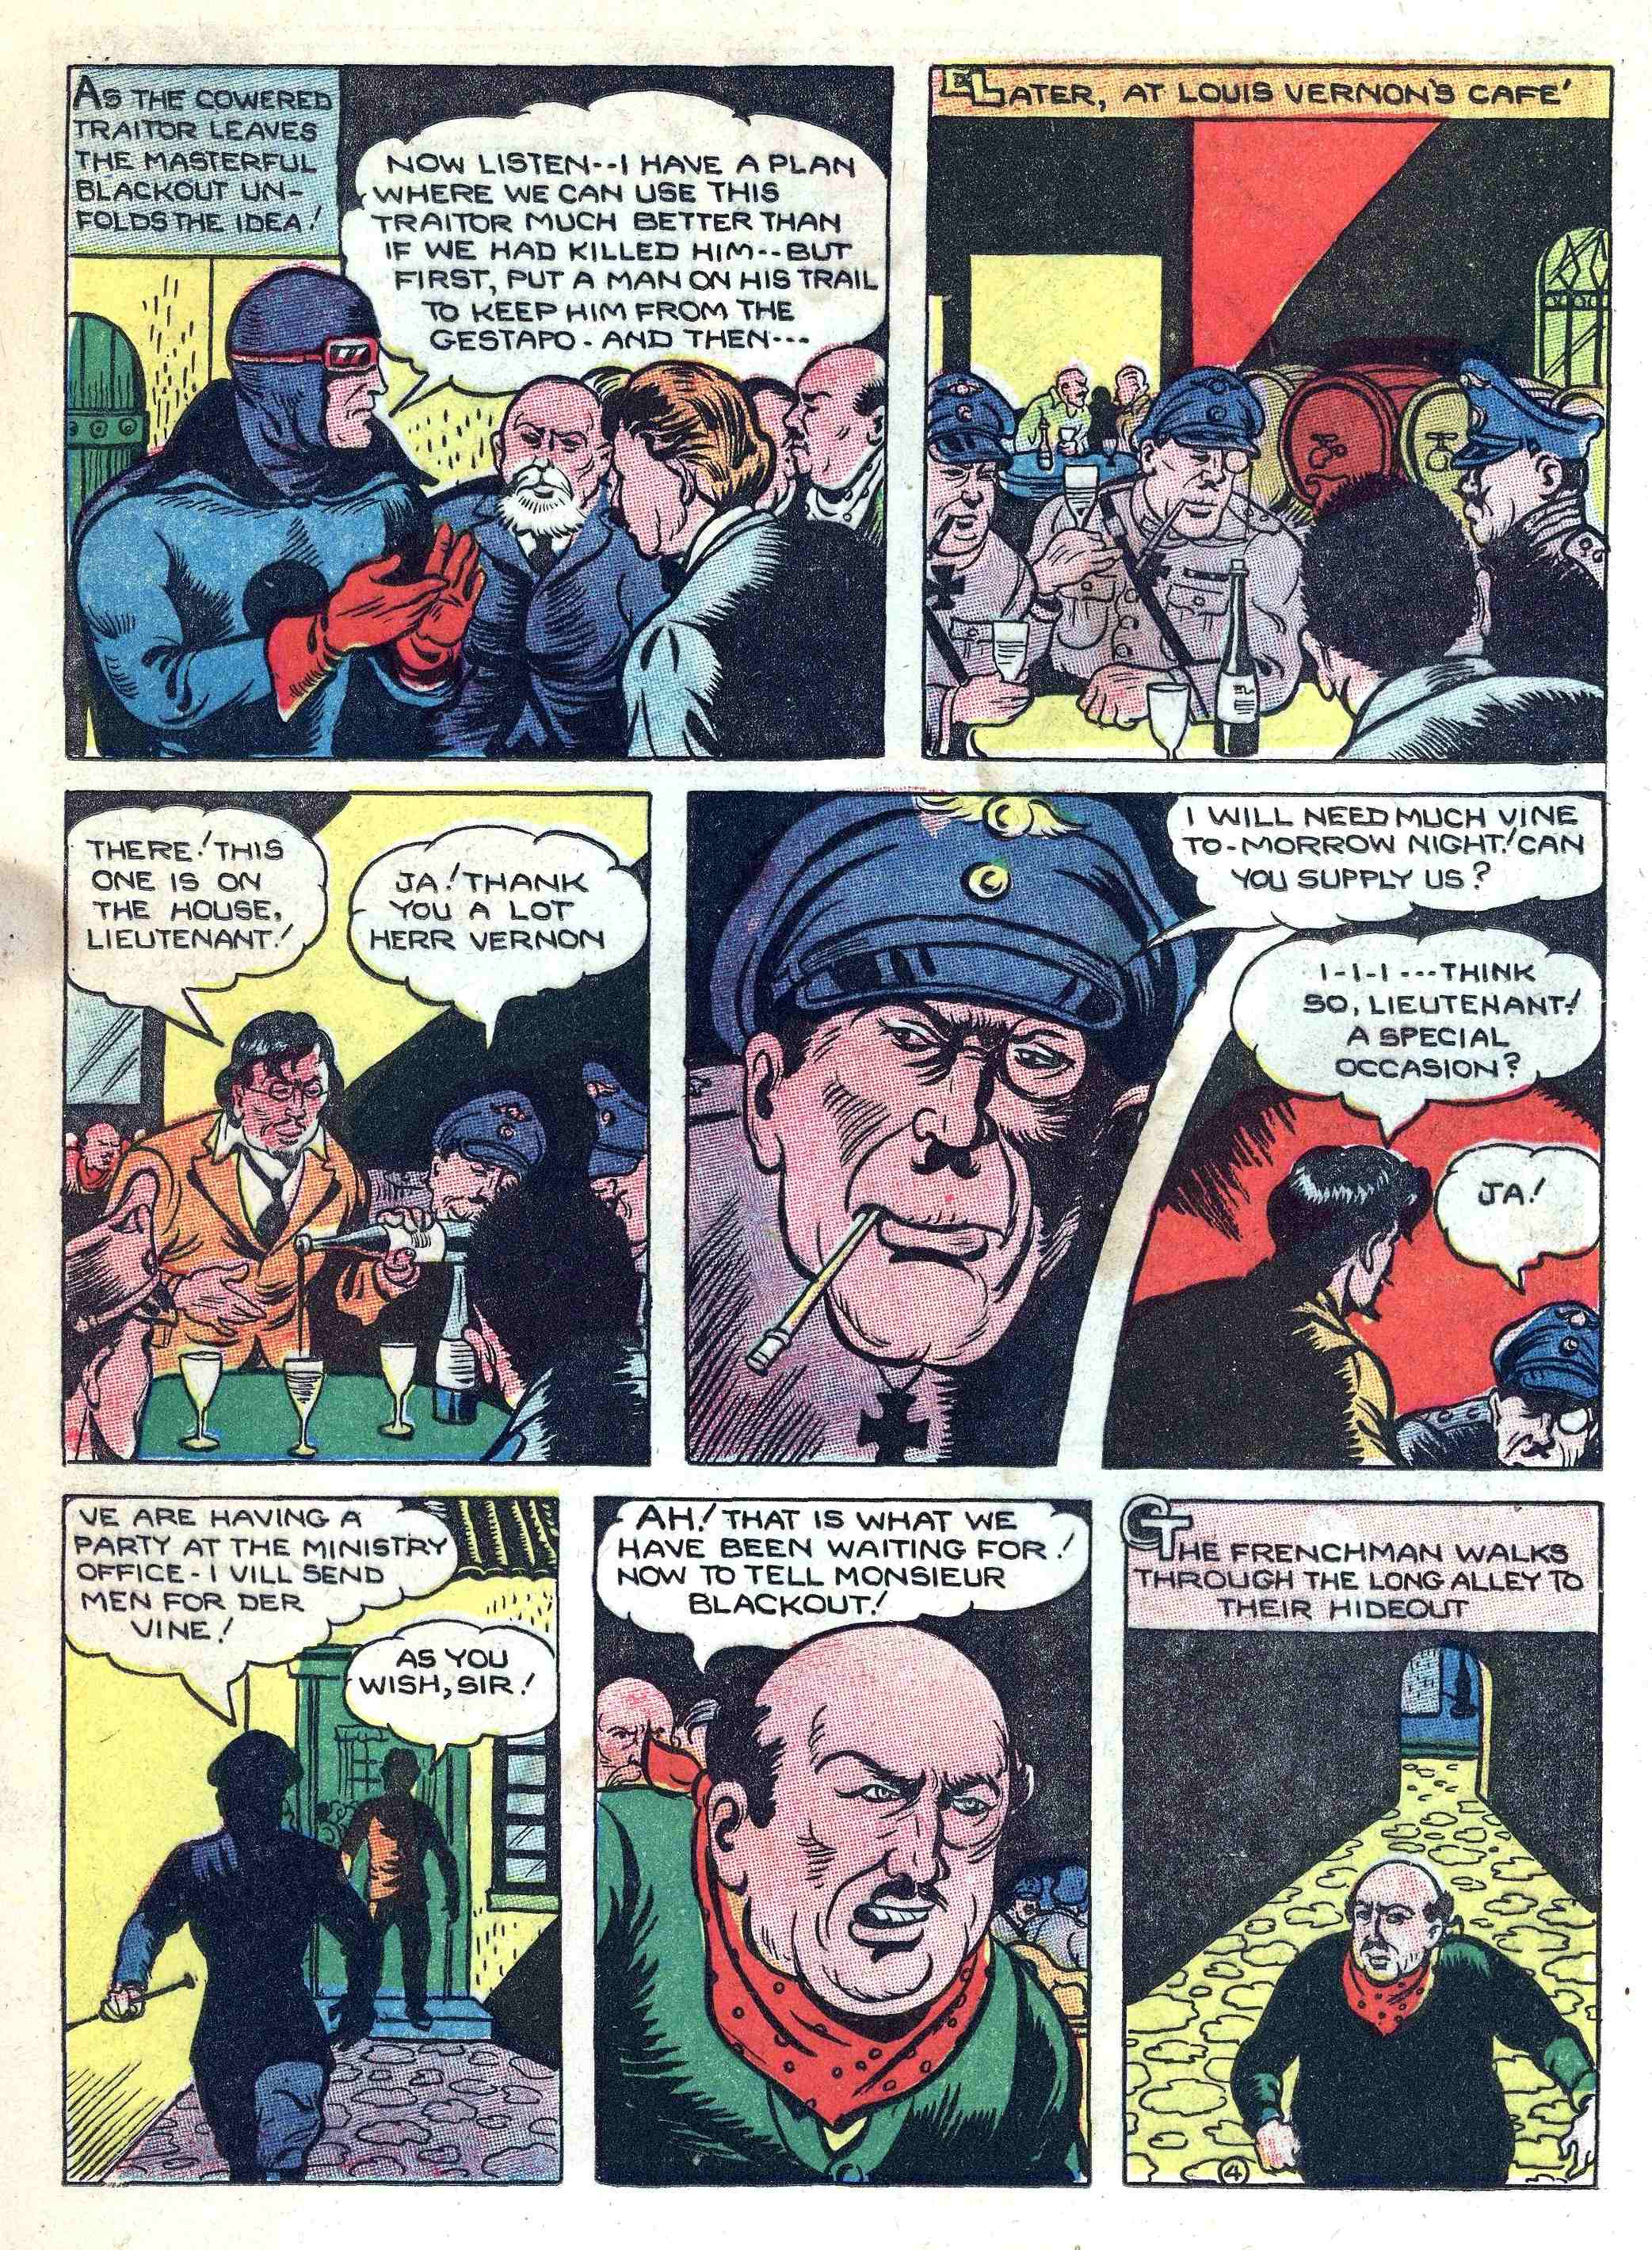 AS THE COWERED
TRAITOR LEAVES
THE MASTERFUL
BLACKOUT UN-
FOLDS THE IDEA!
NOW LISTEN--I HAVE A PLAN
WHERE WE CAN USE THIS
TRAITOR MUCH BETTER THAN
IF WE HAD KILLED HIM--BUT
FIRST, PUT A MAN ON HIS TRAIL
TO KEEP HIM FROM THE
GESTAPO. AND THEN---
LATER, AT LOUIS VERNON'S CAFE'
THERE! THIS
ONE IS ON
THE HOUSE,
LIEUTENANT!
JA! THANK
YOU A LOT
HERR VERNON
I WILL NEED MUCH VINE
TO-MORROW NIGHT! CAN
YOU SUPPLY US?
I-I-I ---THINK
SO, LIEUTENANT!
A SPECIAL
OCCASION?
JA!
VE ARE HAVING A
PARTY AT THE MINISTRY
OFFICE - I VILL SEND
MEN FOR DER
VINE!
AS YOU
WISH, SIR!
AH! THAT IS WHAT WE
HAVE BEEN WAITING FOR!
NOW TO TELL MONSIEUR
BLACKOUT!
THE FRENCHMAN WALKS
THROUGH THE LONG ALLEY TO
THEIR HIDEOUT
4